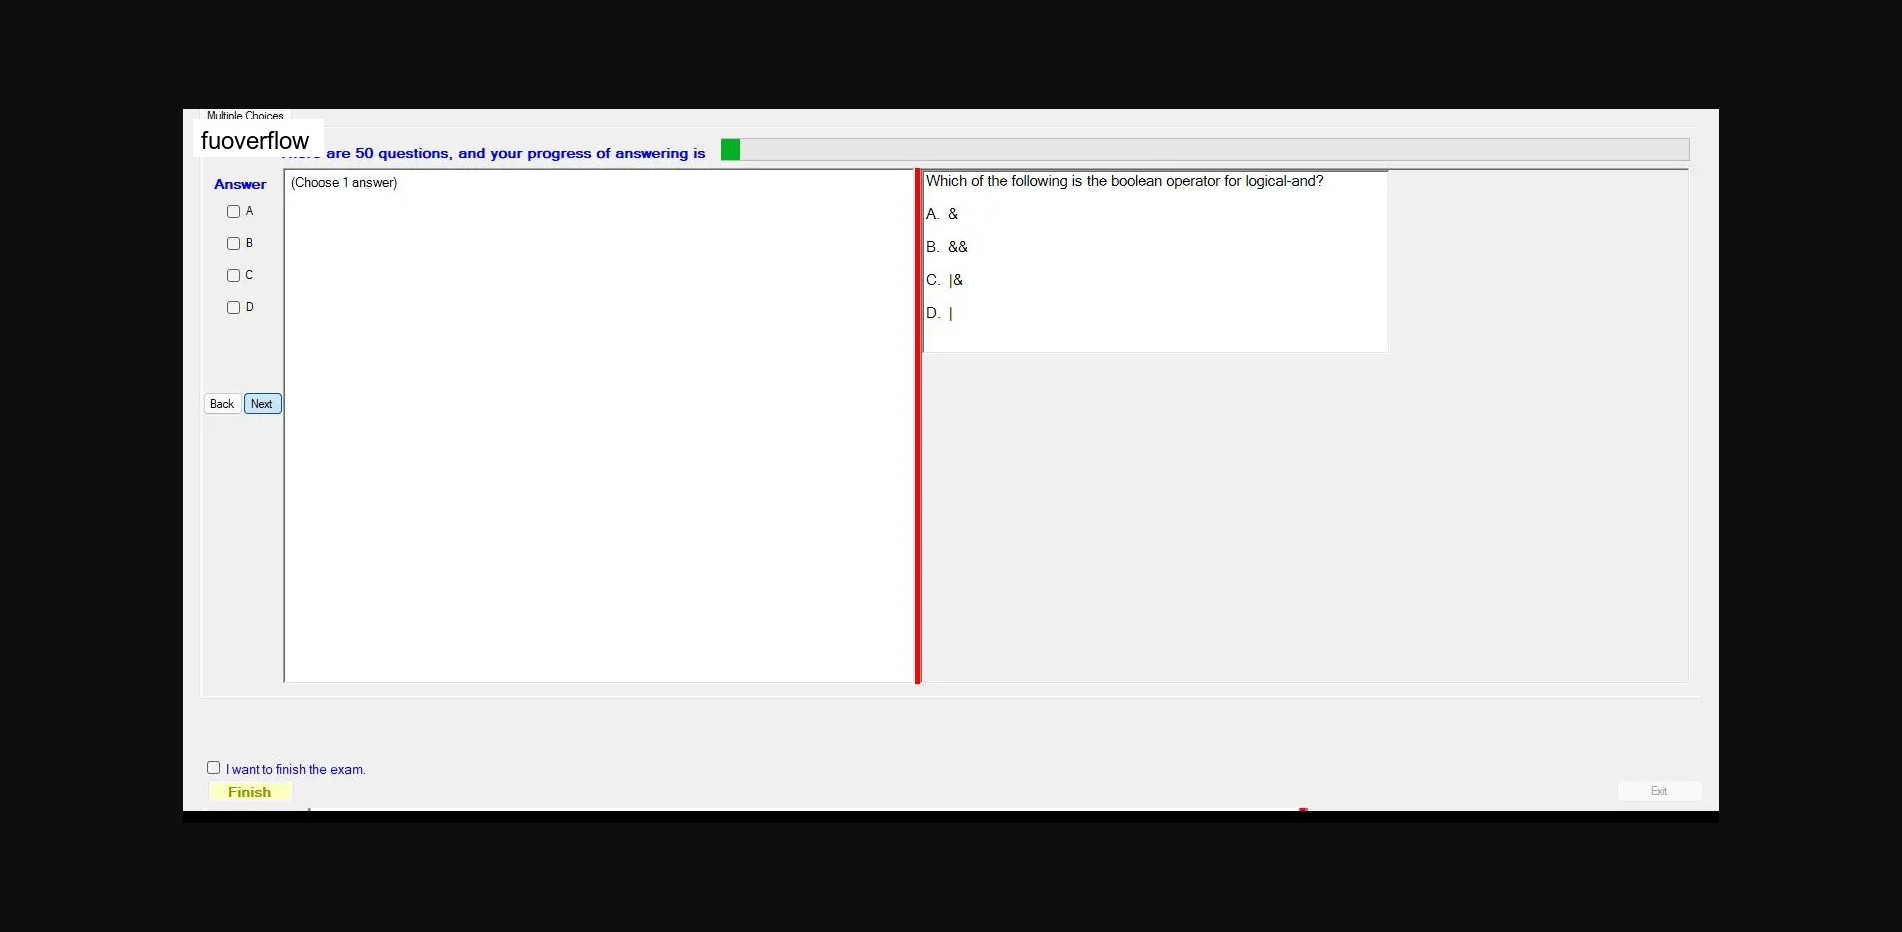 Multiple Choices
fuoverflow
are 50 questions, and your progress of answering is
Answer
(Choose 1 answer)
A
B
C
D
Back Next
Which of the following is the boolean operator for logical-and?
A. &
B. &&
C. |&
D. |
I want to finish the exam.
Finish
Exit